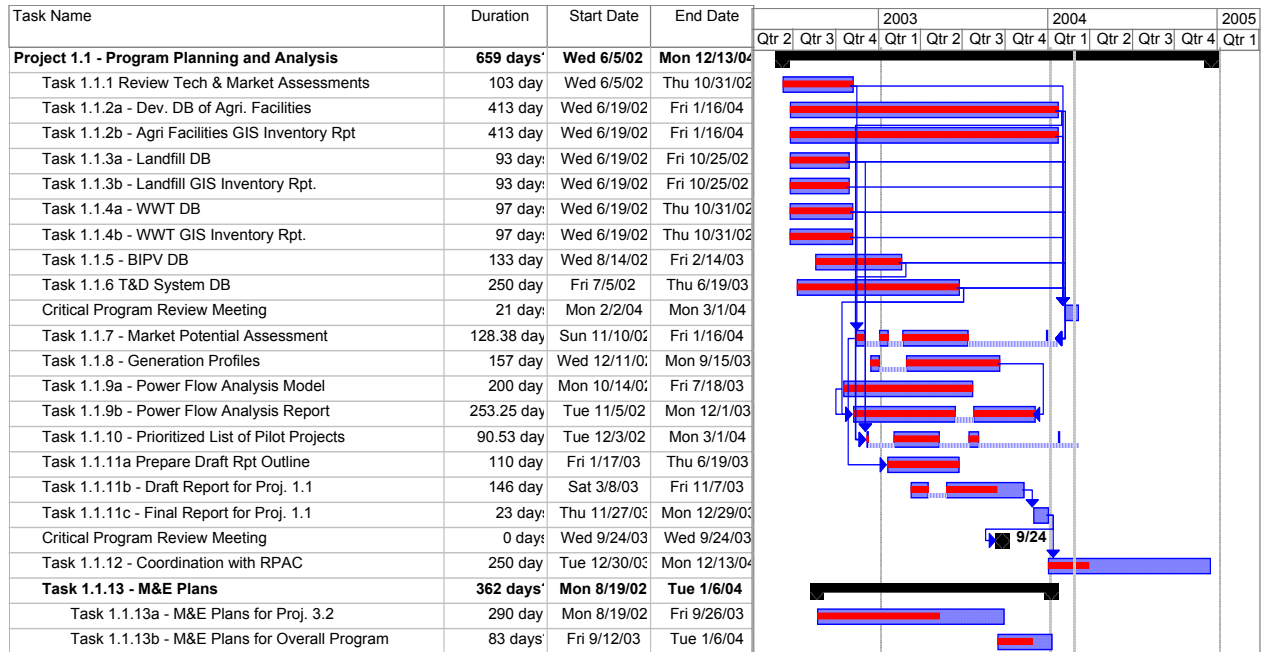 Task Name Duration Start Date End Date 2003 2004 2005
Qtr 2 Qtr 3 Qtr 4 Qtr 1 Qtr 2 Qtr 3 Qtr 4 Qtr 1 Qtr 2 Qtr 3 Qtr 4 Qtr 1
Project 1.1 - Program Planning and Analysis 659 days? Wed 6/5/02 Mon 12/13/04
Task 1.1.1 Review Tech & Market Assessments 103 day Wed 6/5/02 Thu 10/31/02
Task 1.1.2a - Dev. DB of Agri. Facilities 413 day Wed 6/19/02 Fri 1/16/04
Task 1.1.2b - Agri Facilities GIS Inventory Rpt 413 day Wed 6/19/02 Fri 1/16/04
Task 1.1.3a - Landfill DB 93 days Wed 6/19/02 Fri 10/25/02
Task 1.1.3b - Landfill GIS Inventory Rpt. 93 days Wed 6/19/02 Fri 10/25/02
Task 1.1.4a - WWT DB 97 days Wed 6/19/02 Thu 10/31/02
Task 1.1.4b - WWT GIS Inventory Rpt. 97 days Wed 6/19/02 Thu 10/31/02
Task 1.1.5 - BIPV DB 133 day Wed 8/14/02 Fri 2/14/03
Task 1.1.6 T&D System DB 250 day Fri 7/5/02 Thu 6/19/03
Critical Program Review Meeting 21 days Mon 2/2/04 Mon 3/1/04
Task 1.1.7 - Market Potential Assessment 128.38 day Sun 11/10/02 Fri 1/16/04
Task 1.1.8 - Generation Profiles 157 day Wed 12/11/02 Mon 9/15/03
Task 1.1.9a - Power Flow Analysis Model 200 day Mon 10/14/02 Fri 7/18/03
Task 1.1.9b - Power Flow Analysis Report 253.25 day Tue 11/5/02 Mon 12/1/03
Task 1.1.10 - Prioritized List of Pilot Projects 90.53 day Tue 12/3/02 Mon 3/1/04
Task 1.1.11a Prepare Draft Rpt Outline 110 day Fri 1/17/03 Thu 6/19/03
Task 1.1.11b - Draft Report for Proj. 1.1 146 day Sat 3/8/03 Fri 11/7/03
Task 1.1.11c - Final Report for Proj. 1.1 23 days Thu 11/27/03 Mon 12/29/03
Critical Program Review Meeting 0 days Wed 9/24/03 Wed 9/24/03 9/24
Task 1.1.12 - Coordination with RPAC 250 day Tue 12/30/03 Mon 12/13/04
Task 1.1.13 - M&E Plans 362 days? Mon 8/19/02 Tue 1/6/04
Task 1.1.13a - M&E Plans for Proj. 3.2 290 day Mon 8/19/02 Fri 9/26/03
Task 1.1.13b - M&E Plans for Overall Program 83 days? Fri 9/12/03 Tue 1/6/04